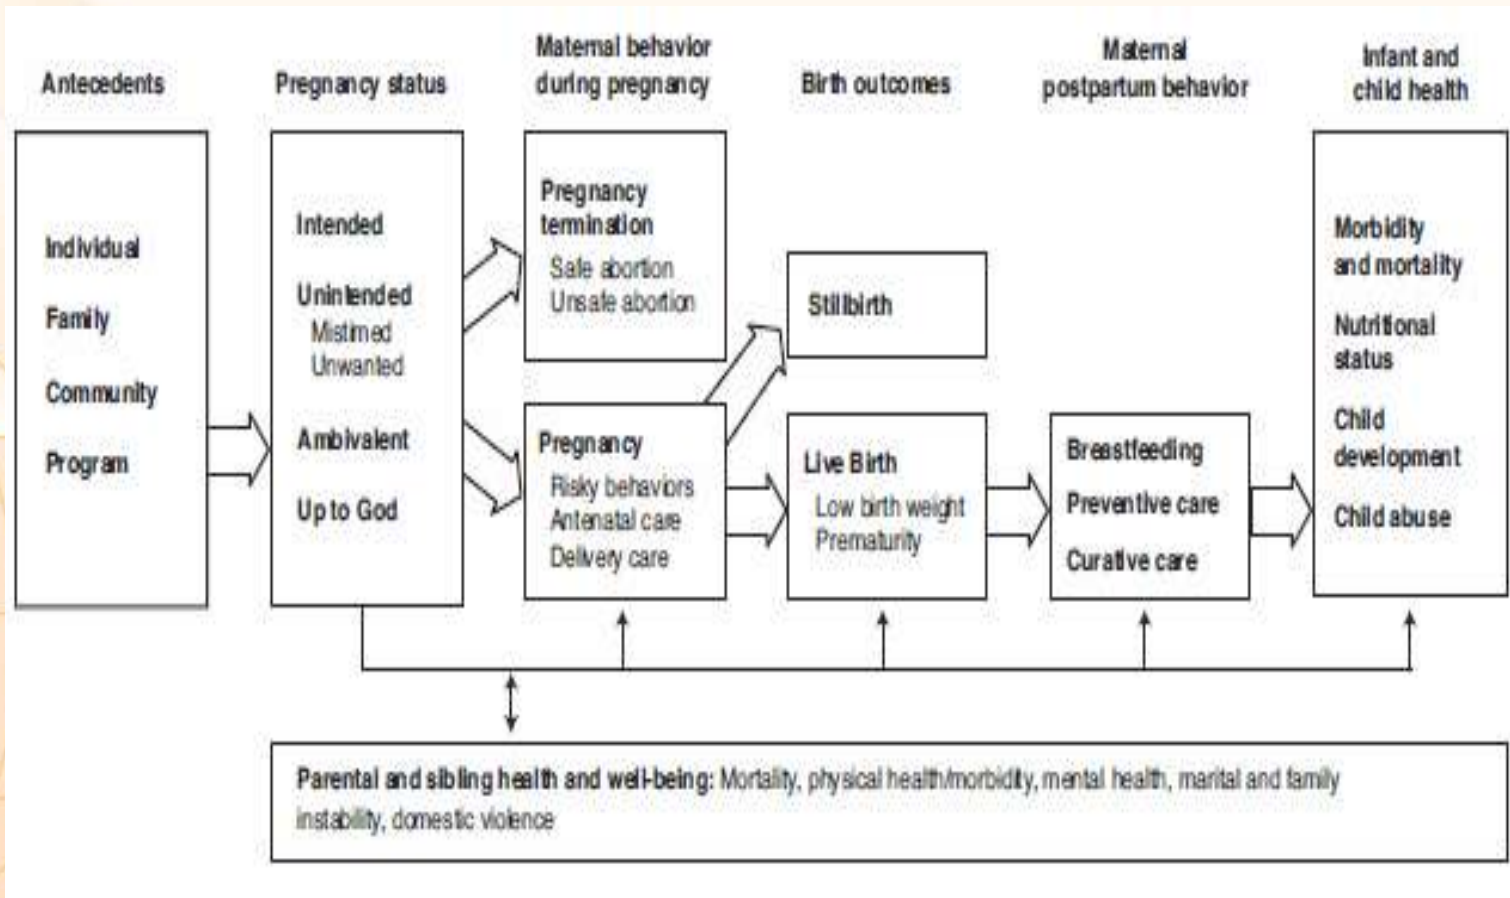 Antecedents
Pregnancy status
Maternal behavior
during pregnancy
Birth outcomes
Maternal
postpartum behavior
Infant and
child health
Individual
Family
Community
Program
Intended
Unintended
Mistimed
Unwanted
Ambivalent
Up to God
Pregnancy
termination
Safe abortion
Unsafe abortion
Pregnancy
Risky behaviors
Antenatal care
Delivery care
Stillbirth
Live Birth
Low birth weight
Prematurity
Breastfeeding
Preventive care
Curative care
Morbidity
and mortality
Nutritional
status
Child
development
Child abuse
Parental and sibling health and well-being: Mortality, physical health/morbidity, mental health, marital and family
instability, domestic violence